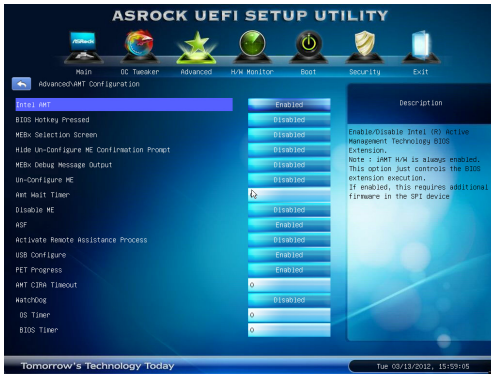 ASROCK UEFI SETUP UTILITY
ASRock
Main OC Tweaker Advanced H/W Monitor Boot Security Exit
Advanced\AMT Configuration
Intel AMT Enabled
BIOS Hotkey Pressed Disabled
MEBx Selection Screen Disabled
Hide Un-Configure ME Confirmation Prompt Disabled
MEBx Debug Message Output Disabled
Un-Configure ME Disabled
Amt Wait Timer
Disable ME Disabled
ASF Enabled
Activate Remote Assistance Process Disabled
USB Configure Enabled
PET Progress Enabled
AMT CIRA Timeout 0
WatchDog Disabled
OS Timer 0
BIOS Timer 0
Description
Enable/Disable Intel (R) Active
Management Technology BIOS
Extension.
Note : iAMT H/W is always enabled.
This option just controls the BIOS
extension execution.
If enabled, this requires additional
firmware in the SPI device
Tomorrow's Technology Today
Tue 03/13/2012, 15:59:05